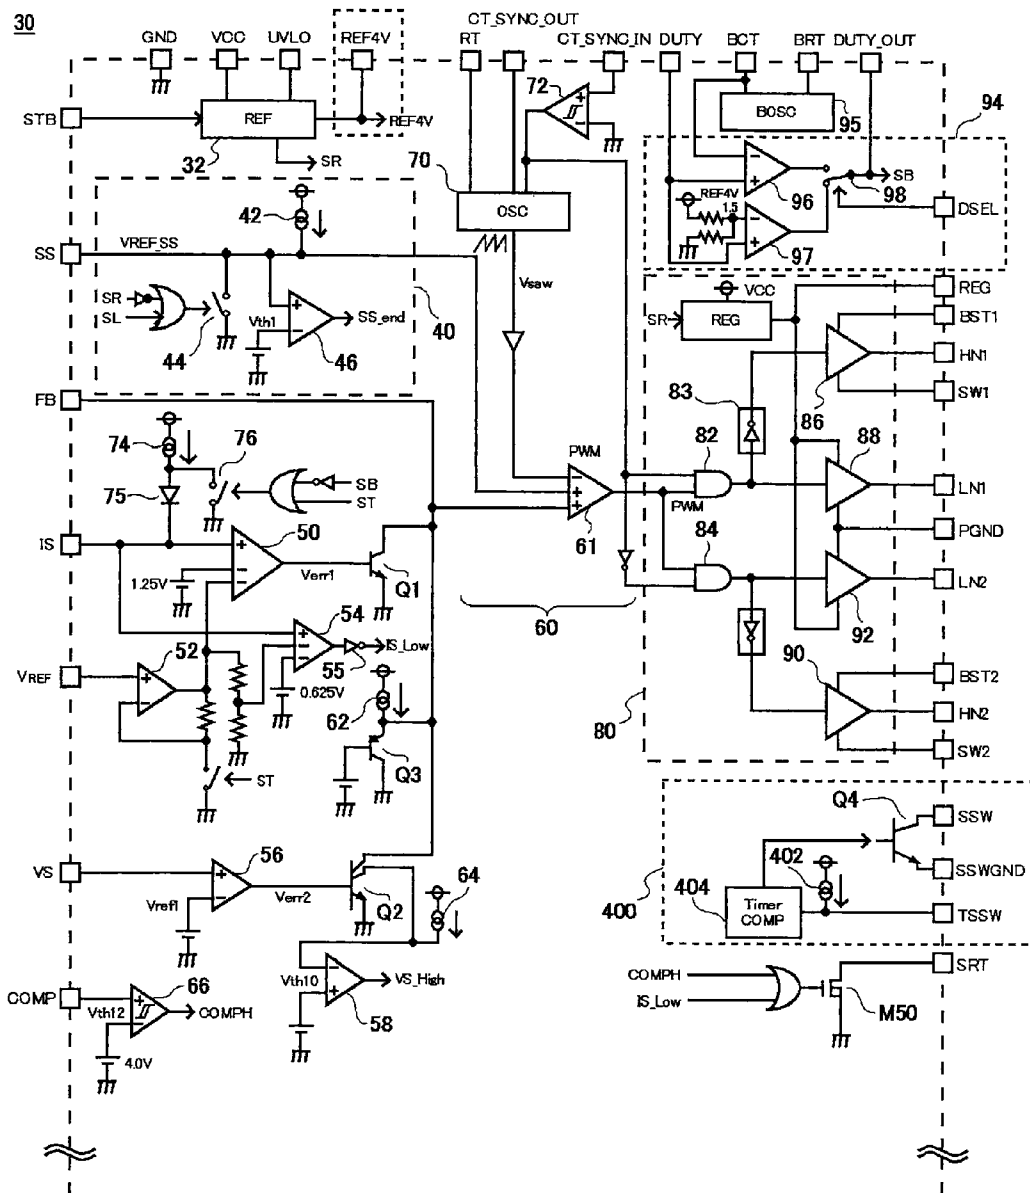 30
CT_SYNC_OUT
GND VCC UVLO REF4V RT CT_SYNC_IN DUTY BCT BRT DUTY_OUT
72
BOSC
95
94
STB
REF
REF4V
32
SR
70
OSC
96
SB
98
REF4V
1.5
DSEL
97
42
SS
VREF_SS
Vsaw
SR
SL
44
Vth1
46
SS_end
40
VCC
SR
REG
REG
BST1
HN1
SW1
83
86
FB
74
76
75
SB
ST
PWM
61
82
PWM
88
LN1
IS
50
1.25V
Verr1
Q1
84
PGND
LN2
92
60
54
52
IS_Low
55
VREF
0.625V
62
Q3
ST
80
90
BST2
HN2
SW2
Q4
SSW
SSWGND
402
404
Timer
COMP
400
TSSW
VS
56
Vref1
Verr2
Q2
64
SRT
COMPH
IS_Low
M50
Vth10
VS_High
58
COMP
66
Vth12
COMPH
4.0V